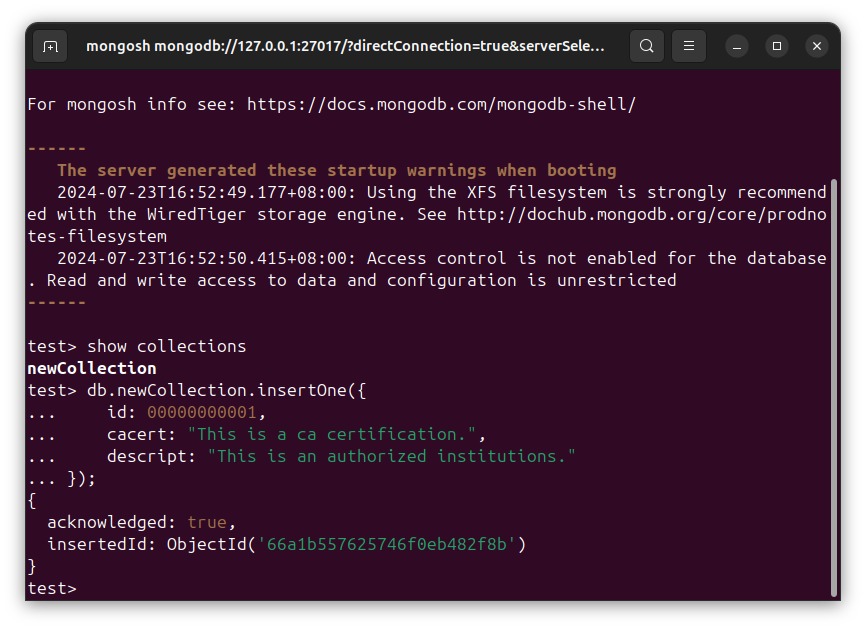 mongosh mongodb://127.0.0.1:27017/?directConnection=true&serverSele...
For mongosh info see: https://docs.mongodb.com/mongodb-shell/
------
The server generated these startup warnings when booting
2024-07-23T16:52:49.177+08:00: Using the XFS filesystem is strongly recommend
ed with the WiredTiger storage engine. See http://dochub.mongodb.org/core/prodno
tes-filesystem
2024-07-23T16:52:50.415+08:00: Access control is not enabled for the database
. Read and write access to data and configuration is unrestricted
------
test> show collections
newCollection
test> db.newCollection.insertOne({
... id: 00000000001,
... cacert: "This is a ca certification.",
... descript: "This is an authorized institutions."
... });
{
acknowledged: true,
insertedId: ObjectId('66a1b557625746f0eb482f8b')
}
test>